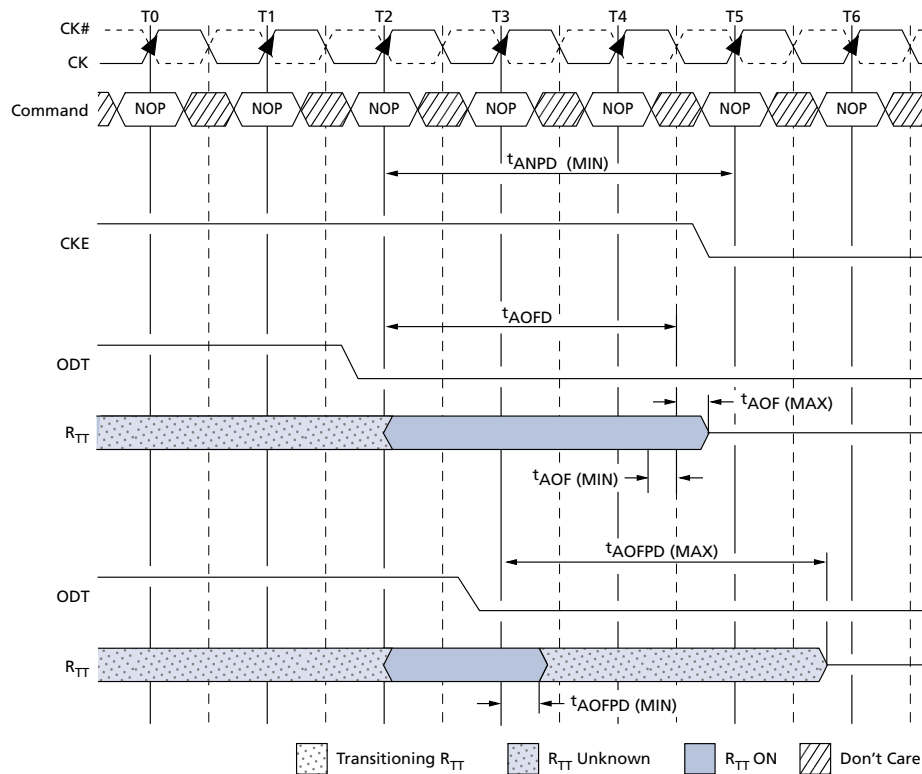 T0 T1 T2 T3 T4 T5 T6
CK#
CK
Command NOP NOP NOP NOP NOP NOP NOP
tANPD (MIN)
CKE
tAOFD
ODT
tAOF (MAX)
RTT
tAOF (MIN)
tAOFPD (MAX)
ODT
RTT
tAOFPD (MIN)
Transitioning RTT RTT Unknown RTT ON Don't Care